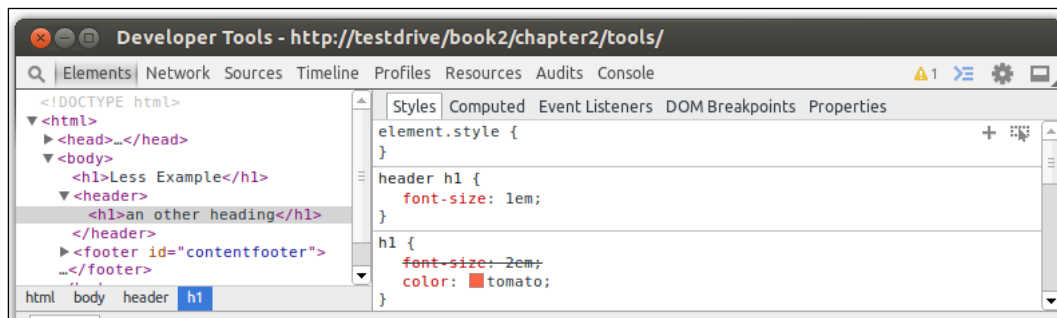 Developer Tools - http://testdrive/book2/chapter2/tools/
Elements Network Sources Timeline Profiles Resources Audits Console 1
<!DOCTYPE html>
▼<html>
▶<head>…</head>
▼<body>
<h1>Less Example</h1>
▼<header>
<h1>an other heading</h1>
</header>
▶<footer id="contentfooter">
…</footer>
html body header h1
Styles Computed Event Listeners DOM Breakpoints Properties
element.style {
}
header h1 {
font-size: 1em;
}
h1 {
font-size: 2em;
color: tomato;
}